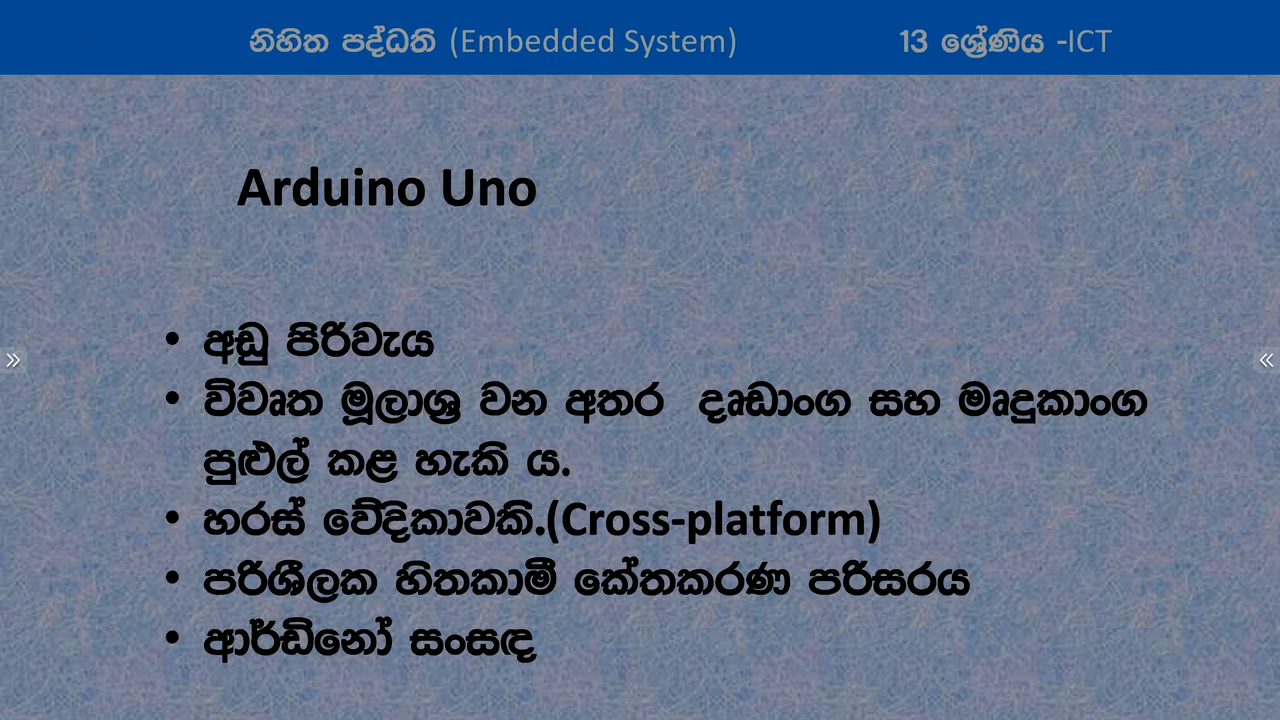 නිහිත පද්ධති (Embedded System) 13 ශ්‍රේණිය -ICT
Arduino Uno
• අඩු පිරිවැය
• විවෘත මූලාශ්‍ර වන අතර දෘඩාංග සහ මෘදුකාංග
පුළුල් කළ හැකි ය.
• හරස් වේදිකාවකි.(Cross-platform)
• පරිශීලක හිතකාමී කේතකරණ පරිසරය
• ආර්ඩිනෝ සංසඳ